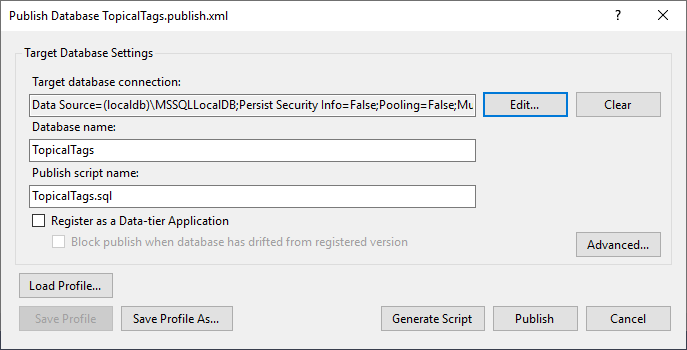 Publish Database TopicalTags.publish.xml
Target Database Settings
Target database connection:
Data Source=(localdb)\MSSQLLocalDB;Persist Security Info=False;Pooling=False;Mu
Edit...
Clear
Database name:
TopicalTags
Publish script name:
TopicalTags.sql
Register as a Data-tier Application
Block publish when database has drifted from registered version
Advanced...
Load Profile...
Save Profile
Save Profile As...
Generate Script
Publish
Cancel